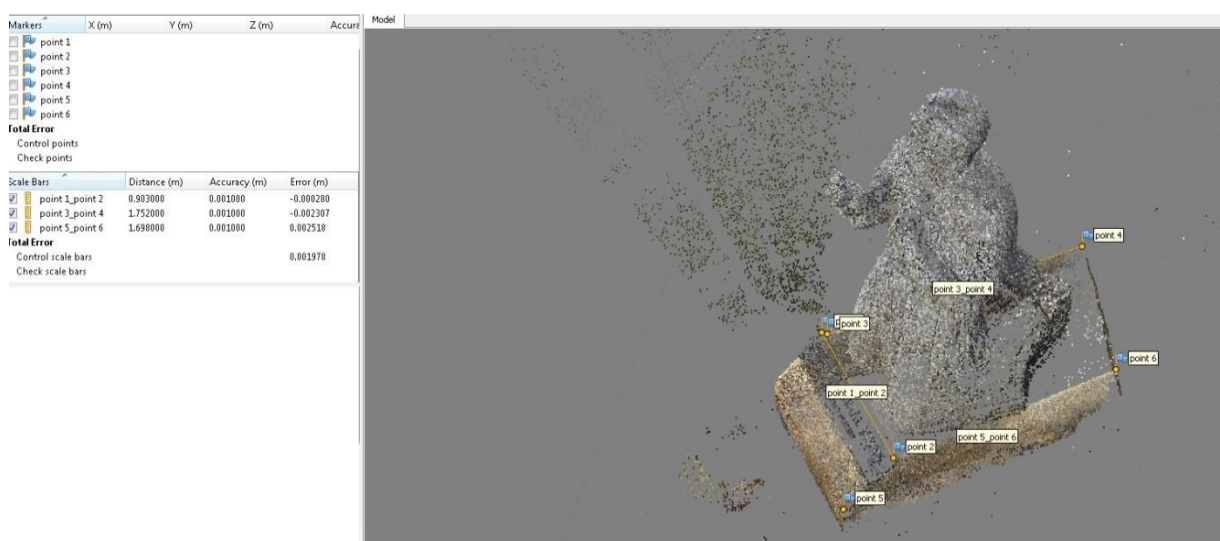 Markers X (m) Y (m) Z (m) Accura
point 1
point 2
point 3
point 4
point 5
point 6
Total Error
Control points
Check points
Scale Bars Distance (m) Accuracy (m) Error (m)
point 1_point 2 0.903000 0.001000 -0.000280
point 3_point 4 1.752000 0.001000 -0.002307
point 5_point 6 1.698000 0.001000 0.002518
Total Error
Control scale bars 0.001978
Check scale bars
Model
point 4
point 3_point 4
point 3
point 6
point 1_point 2
point 5_point 6
point 2
point 5